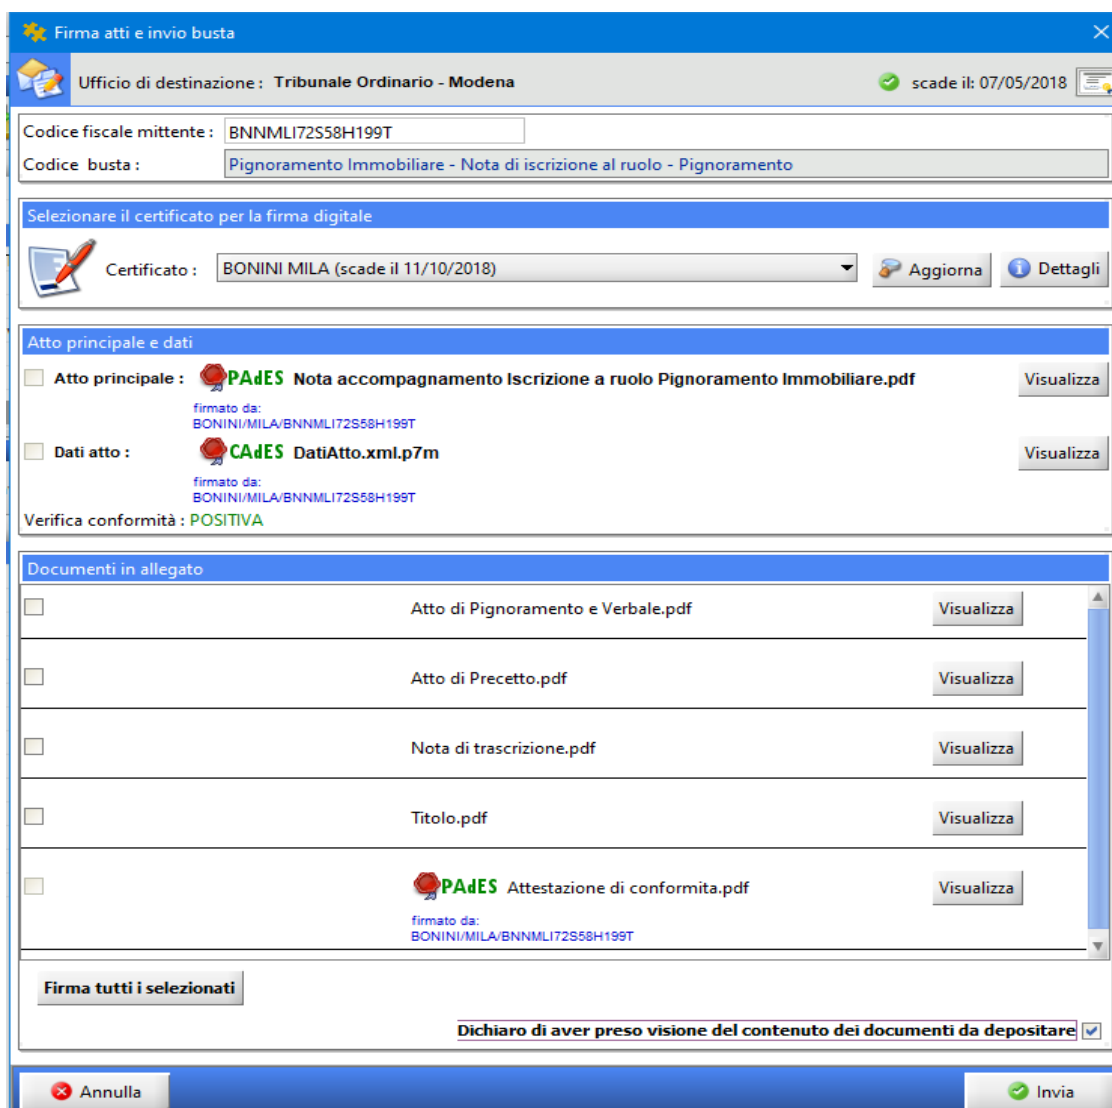 Firma atti e invio busta
Ufficio di destinazione : Tribunale Ordinario - Modena scade il: 07/05/2018
Codice fiscale mittente : BNNMLI72S58H199T
Codice busta : Pignoramento Immobiliare - Nota di iscrizione al ruolo - Pignoramento
Selezionare il certificato per la firma digitale
Certificato : BONINI MILA (scade il 11/10/2018) Aggiorna Dettagli
Atto principale e dati
Atto principale : PAdES Nota accompagnamento Iscrizione a ruolo Pignoramento Immobiliare.pdf Visualizza
firmato da:
BONINI/MILA/BNNMLI72S58H199T
Dati atto : CAdES DatiAtto.xml.p7m Visualizza
firmato da:
BONINI/MILA/BNNMLI72S58H199T
Verifica conformità : POSITIVA
Documenti in allegato
Atto di Pignoramento e Verbale.pdf Visualizza
Atto di Precetto.pdf Visualizza
Nota di trascrizione.pdf Visualizza
Titolo.pdf Visualizza
PAdES Attestazione di conformita.pdf Visualizza
firmato da:
BONINI/MILA/BNNMLI72S58H199T
Firma tutti i selezionati
Dichiaro di aver preso visione del contenuto dei documenti da depositare
Annulla Invia